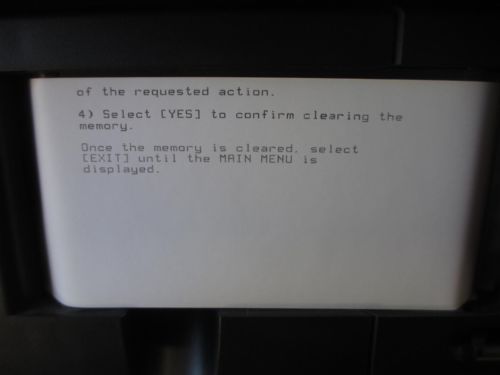 of the requested action.
4) Select [YES] to confirm clearing the
memory.
Once the memory is cleared, select
[EXIT] until the MAIN MENU is
displayed.